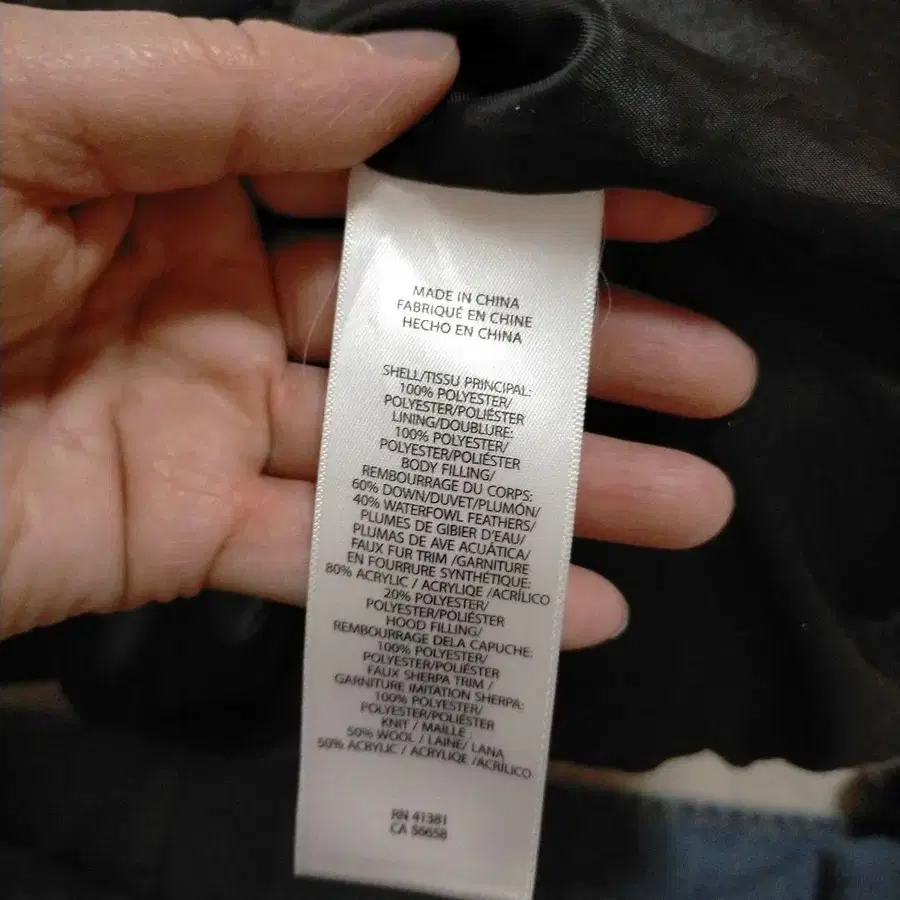 MADE IN CHINA
FABRIQUÉ EN CHINE
HECHO EN CHINA
SHELL/TISSU PRINCIPAL:
100% POLYESTER/
POLYESTER/POLIÉSTER
LINING/DOUBLURE:
100% POLYESTER/
POLYESTER/POLIÉSTER
BODY FILLING/
REMBOURRAGE DU CORPS:
60% DOWN/DUVET/PLUMÓN/
40% WATERFOWL FEATHERS/
PLUMES DE GIBIER D'EAU/
PLUMAS DE AVE ACUÁTICA/
FAUX FUR TRIM /GARNITURE
EN FOURRURE SYNTHÉTIQUE:
80% ACRYLIC / ACRYLIQE /ACRÍLICO
20% POLYESTER/
POLYESTER/POLIÉSTER
HOOD FILLING/
REMBOURRAGE DELA CAPUCHE:
100% POLYESTER/
POLYESTER/POLIÉSTER
FAUX SHERPA TRIM /
GARNITURE IMITATION SHERPA:
100% POLYESTER/
POLYESTER/POLIÉSTER
KNIT / MAILLE :
50% WOOL / LAINE/ LANA
50% ACRYLIC / ACRYLIQE /ACRÍLICO
RN 41381
CA 56658